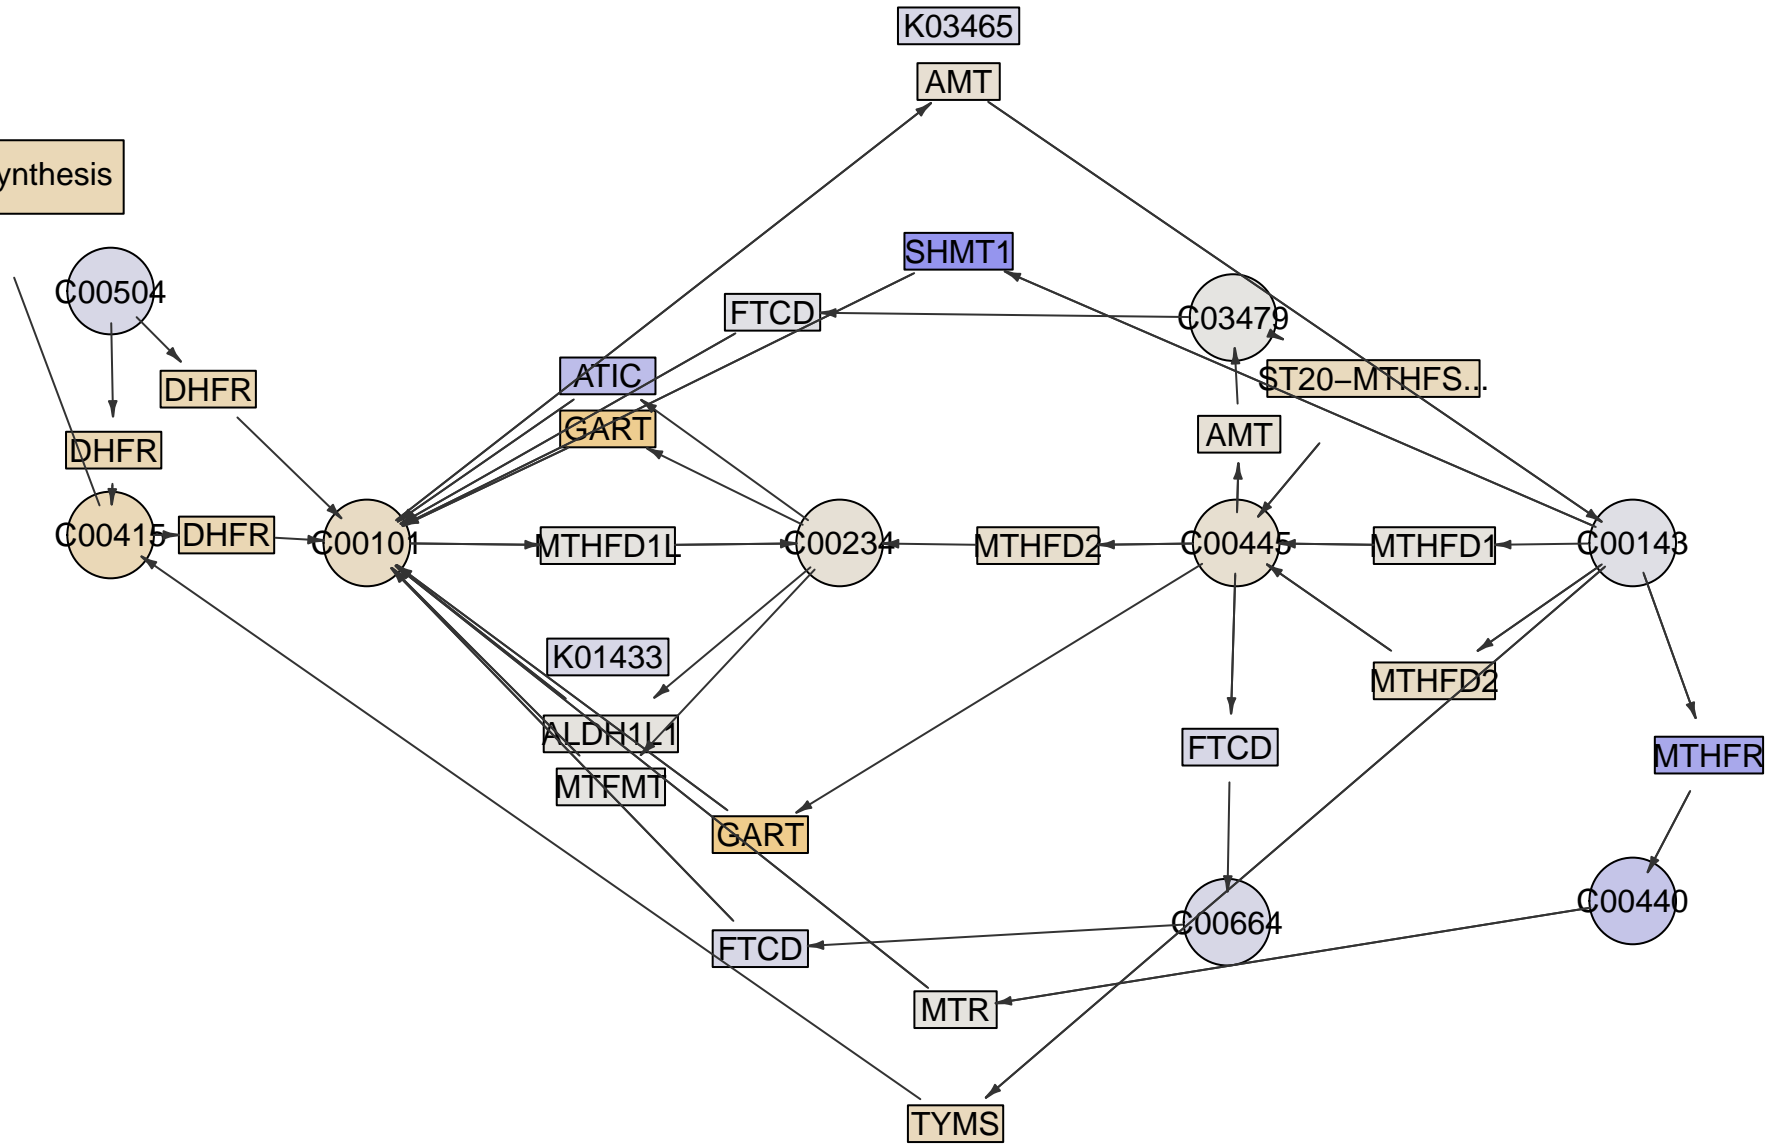 K03465
AMT
ynthesis
SHMT1
C00504
FTCD
C03479
ATIC
ST20−MTHFS...
DHFR
GART
AMT
DHFR
C00415
DHFR
C00101
MTHFD1L
C00234
MTHFD2
C00445
MTHFD1
C00143
K01433
MTHFD2
ALDH1L1
FTCD
MTHFR
MTFMT
GART
C00440
C00664
FTCD
MTR
TYMS